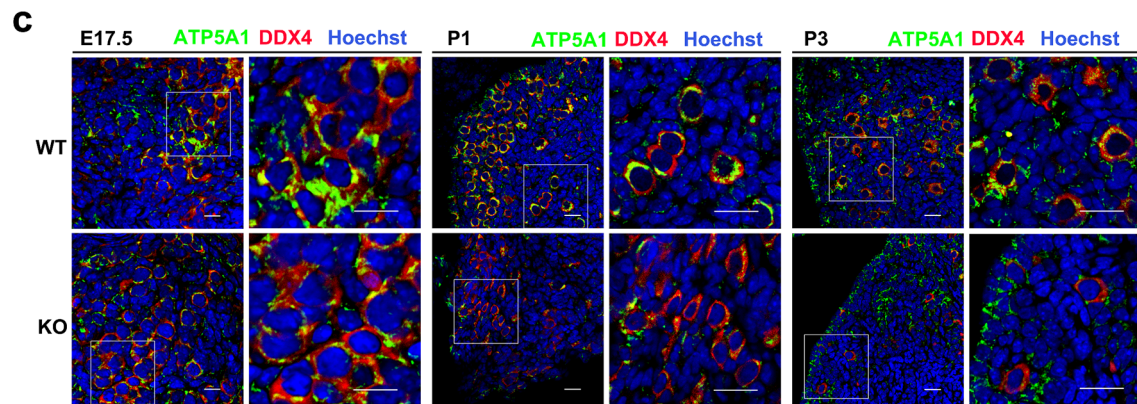 C
E17.5 ATP5A1 DDX4 Hoechst P1 ATP5A1 DDX4 Hoechst P3 ATP5A1 DDX4 Hoechst
WT
KO